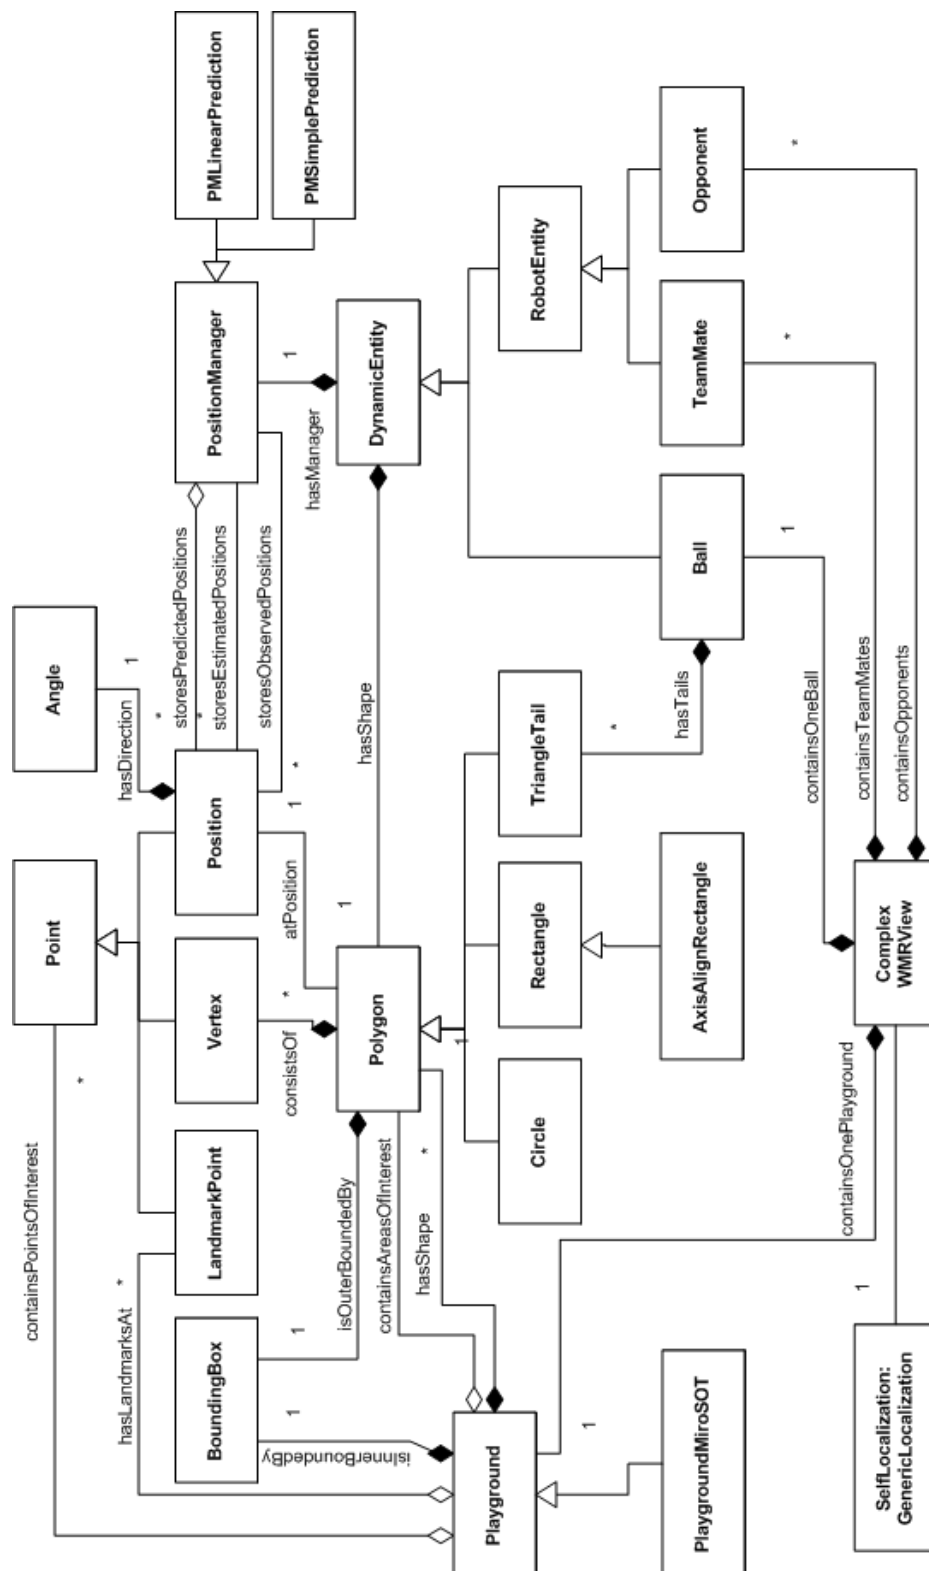 containsPointsOfInterest
*
Point
hasLandmarksAt
*
LandmarkPoint
Vertex
Position
hasDirection
*
1
Angle
BoundingBox
1
1
isInnerBoundedBy
isOuterBoundedBy
containsAreasOfInterest
hasShape
*
consistsOf
*
atPosition
1
*
storesPredictedPositions
*
storesEstimatedPositions
storesObservedPositions
PositionManager
PMLinearPrediction
PMSimplePrediction
hasManager
1
Polygon
1
1
hasShape
DynamicEntity
Playground
1
Circle
Rectangle
TriangleTail
*
hasTails
RobotEntity
PlaygroundMiroSOT
AxisAlignRectangle
Ball
1
TeamMate
*
Opponent
*
containsOnePlayground
containsOneBall
containsTeamMates
containsOpponents
SelfLocalization:
GenericLocalization
1
Complex
WMRView